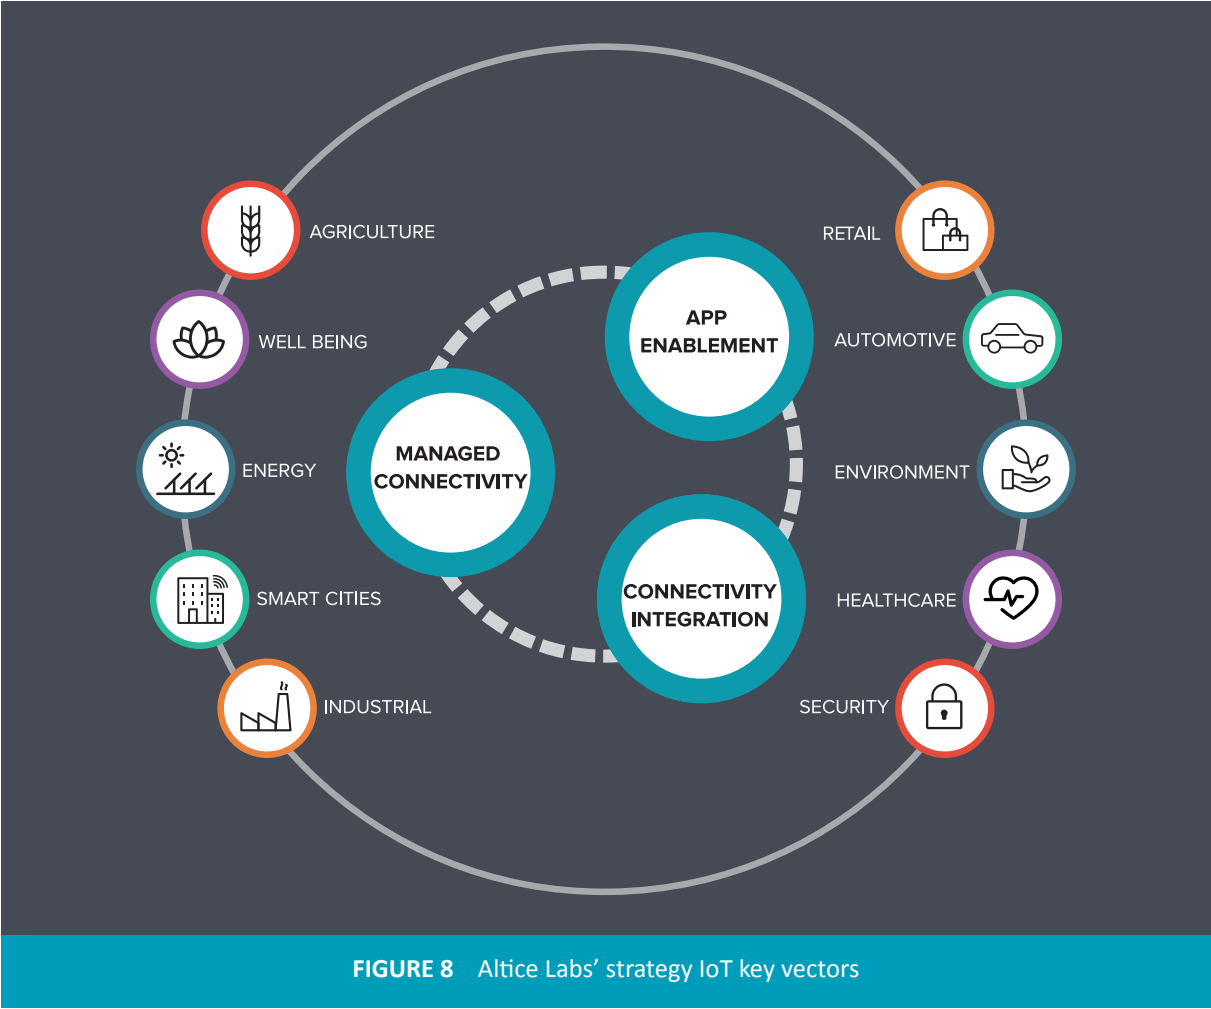 AGRICULTURE
WELL BEING
ENERGY
SMART CITIES
INDUSTRIAL
MANAGED
CONNECTIVITY
APP
ENABLEMENT
CONNECTIVITY
INTEGRATION
RETAIL
AUTOMOTIVE
ENVIRONMENT
HEALTHCARE
SECURITY
FIGURE 8 Altice Labs’ strategy IoT key vectors